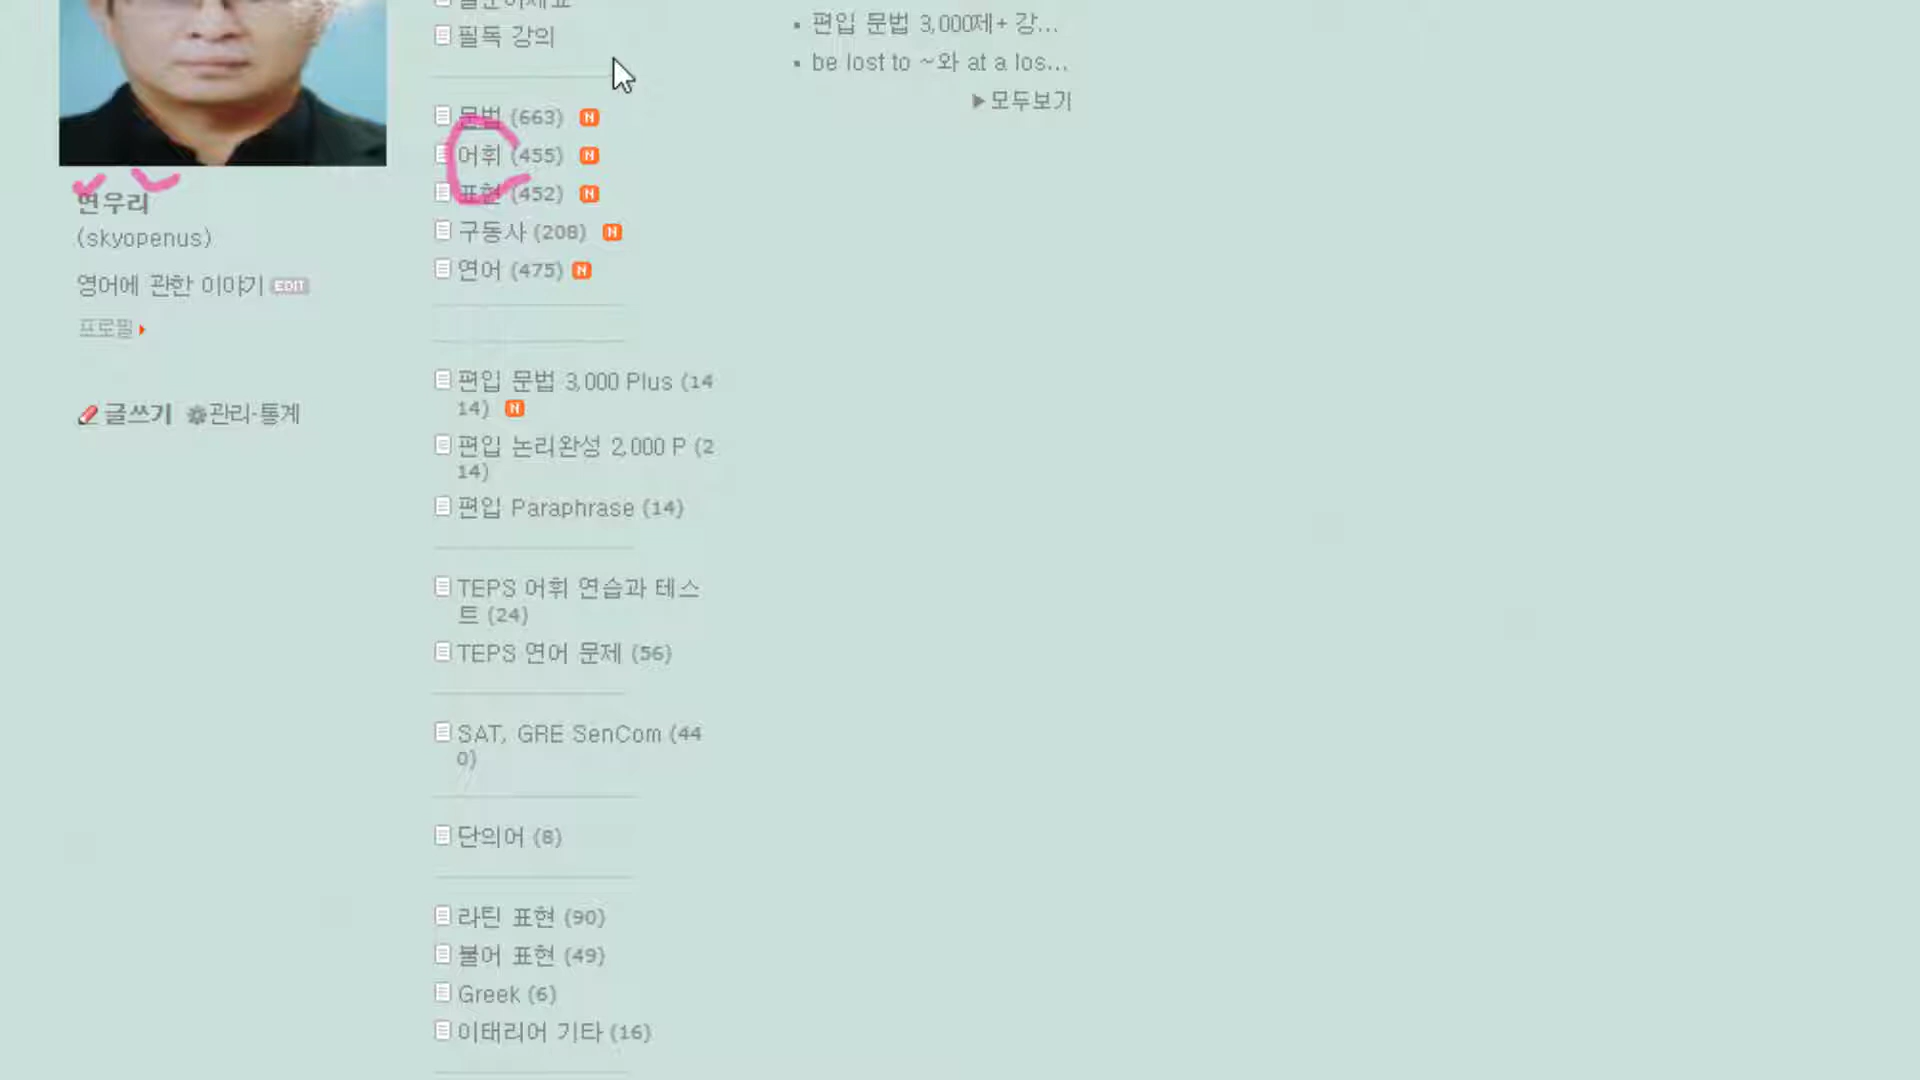 연우리
(skyopenus)
영어에 관한 이야기 EDIT
프로필
글쓰기 관리·통계
필독 강의
문법 (663) N
어휘 (455) N
표현 (452) N
구동사 (208) N
연어 (475) N
편입 문법 3,000 Plus (14
14) N
편입 논리완성 2,000 P (2
14)
편입 Paraphrase (14)
TEPS 어휘 연습과 테스
트 (24)
TEPS 연어 문제 (56)
SAT, GRE SenCom (44
0)
단의어 (8)
라틴 표현 (90)
불어 표현 (49)
Greek (6)
이태리어 기타 (16)
편입 문법 3,000제+ 강...
be lost to ~와 at a los...
▶모두보기